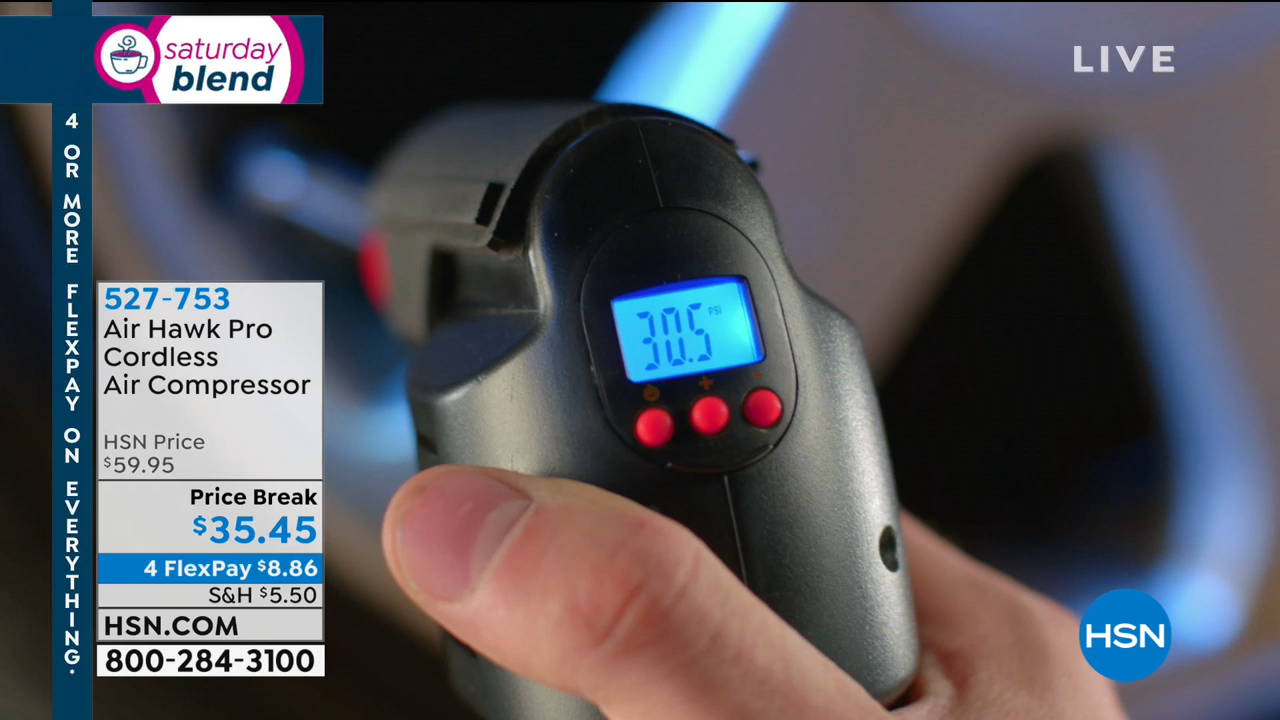 saturday
blend
LIVE
4 OR MORE FLEXPAY ON EVERYTHING.
527-753
Air Hawk Pro
Cordless
Air Compressor
HSN Price
$59.95
Price Break
$35.45
4 FlexPay $8.86
S&H $5.50
HSN.COM
800-284-3100
30.5 PSI
HSN